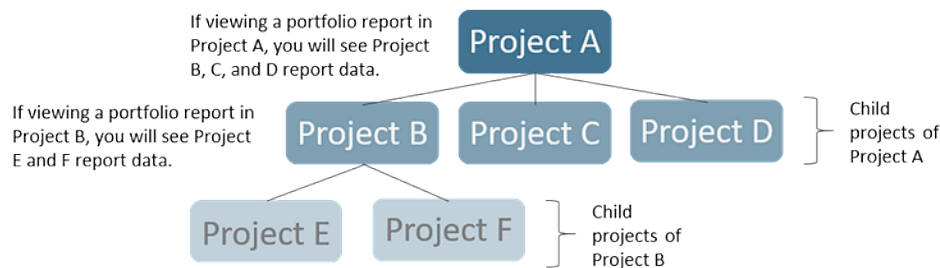 If viewing a portfolio report in
Project A, you will see Project
B, C, and D report data.
Project A
If viewing a portfolio report in
Project B, you will see Project
E and F report data.
Project B
Project C
Project D
Child
projects of
Project A
Project E
Project F
Child
projects of
Project B